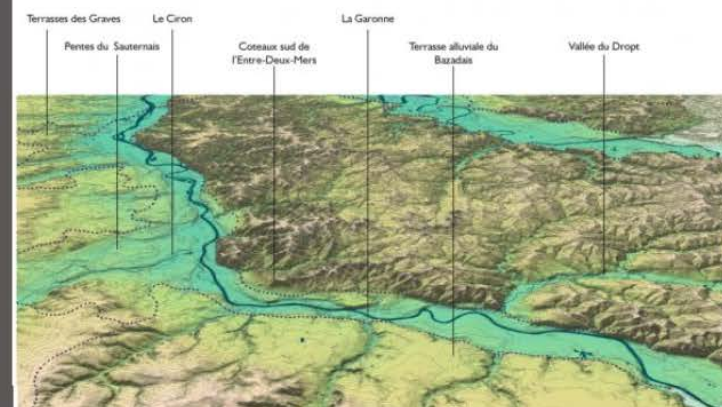 Terrasses des Graves
Le Ciron
La Garonne
Pentes du Sauternais
Coteaux sud de
l'Entre-Deux-Mers
Terrasse alluviale du
Bazadais
Vallée du Dropt